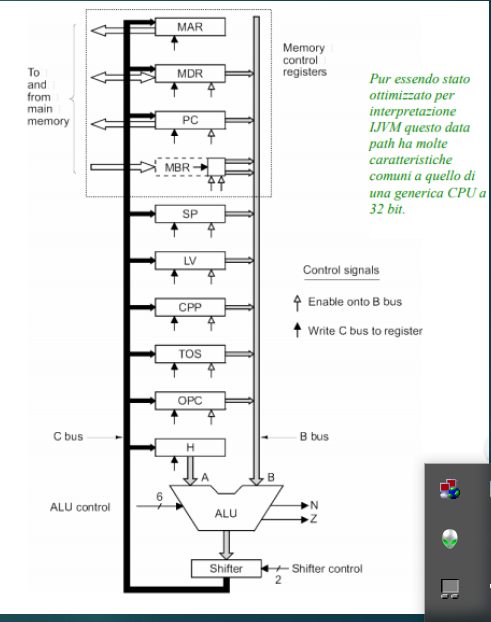 MAR
Memory
control
registers
To
and
from
main
memory
MDR
Pur essendo stato
ottimizzato per
interpretazione
IJVM questo data
path ha molte
caratteristiche
comuni a quello di
una generica CPU a
32 bit.
PC
MBR
SP
LV
Control signals
Enable onto B bus
CPP
Write C bus to register
TOS
OPC
C bus
B bus
H
A
B
6
ALU control
ALU
N
Z
Shifter
Shifter control
2